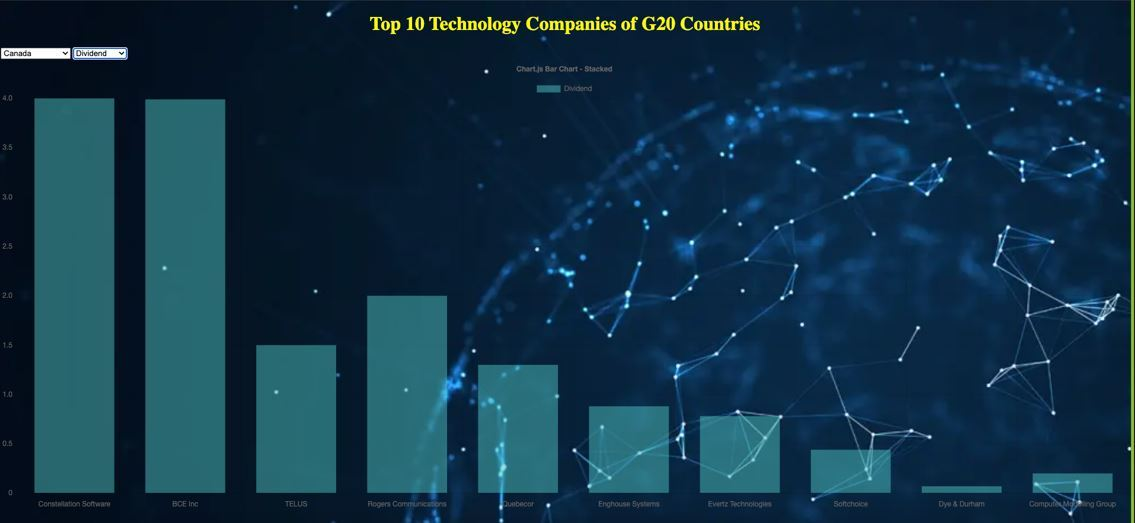 Top 10 Technology Companies of G20 Countries
Canada Dividend
Chart.js Bar Chart - Stacked
Dividend
4.0
3.5
3.0
2.5
2.0
1.5
1.0
0.5
0
Constellation Software BCE Inc TELUS Rogers Communications Quebecor Enghouse Systems Evertz Technologies Softchoice Dye & Durham Computer Modelling Group